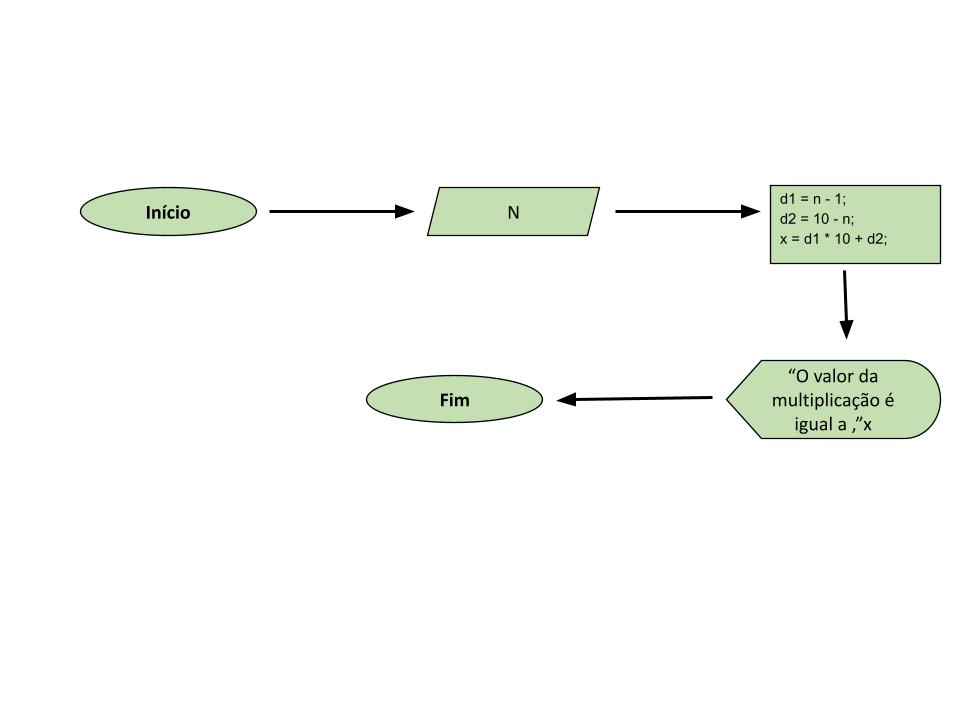 Início
N
d1 = n - 1;
d2 = 10 - n;
x = d1 * 10 + d2;
“O valor da
multiplicação é
igual a ,”x
Fim